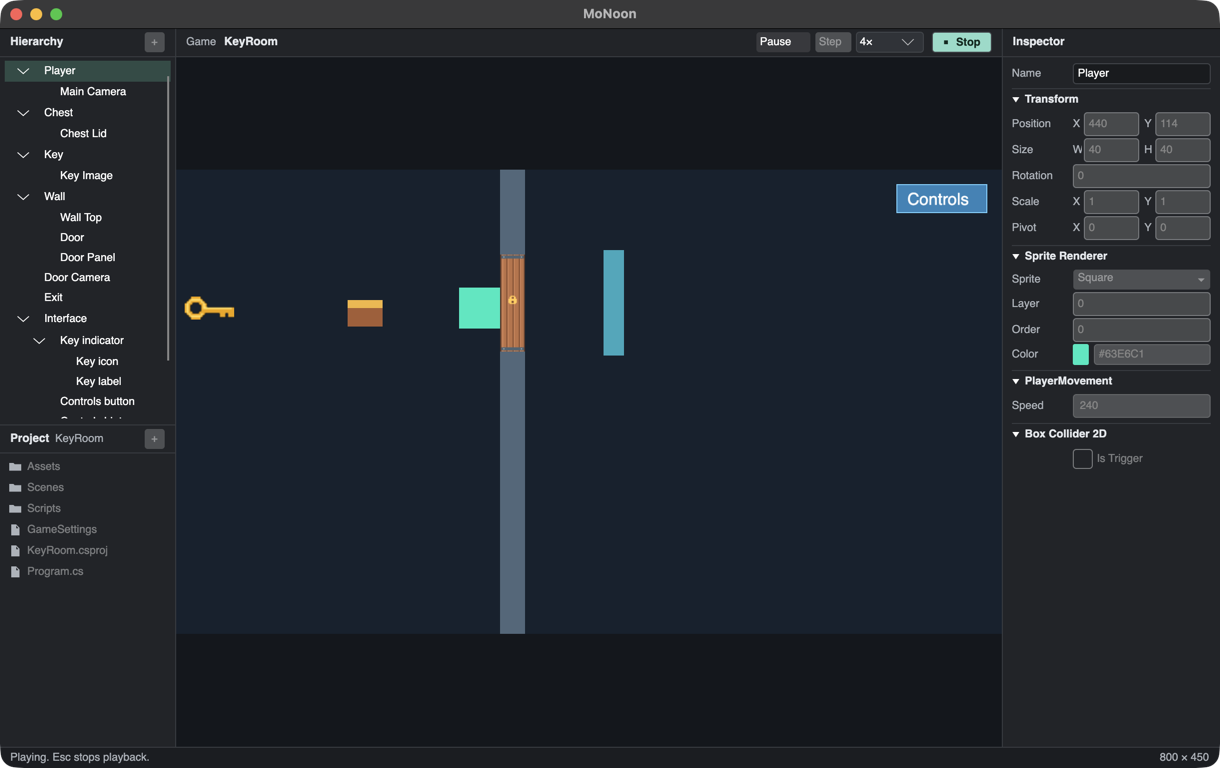 MoNoon
Hierarchy +
Player
Main Camera
Chest
Chest Lid
Key
Key Image
Wall
Wall Top
Door
Door Panel
Door Camera
Exit
Interface
Key indicator
Key icon
Key label
Controls button
Project KeyRoom +
Assets
Scenes
Scripts
GameSettings
KeyRoom.csproj
Program.cs
Game KeyRoom Pause Step 4× Stop
Controls
Inspector
Name Player
Transform
Position X 440 Y 114
Size W 40 H 40
Rotation 0
Scale X 1 Y 1
Pivot X 0 Y 0
Sprite Renderer
Sprite Square
Layer 0
Order 0
Color #63E6C1
PlayerMovement
Speed 240
Box Collider 2D
Is Trigger
Playing. Esc stops playback. 800 × 450